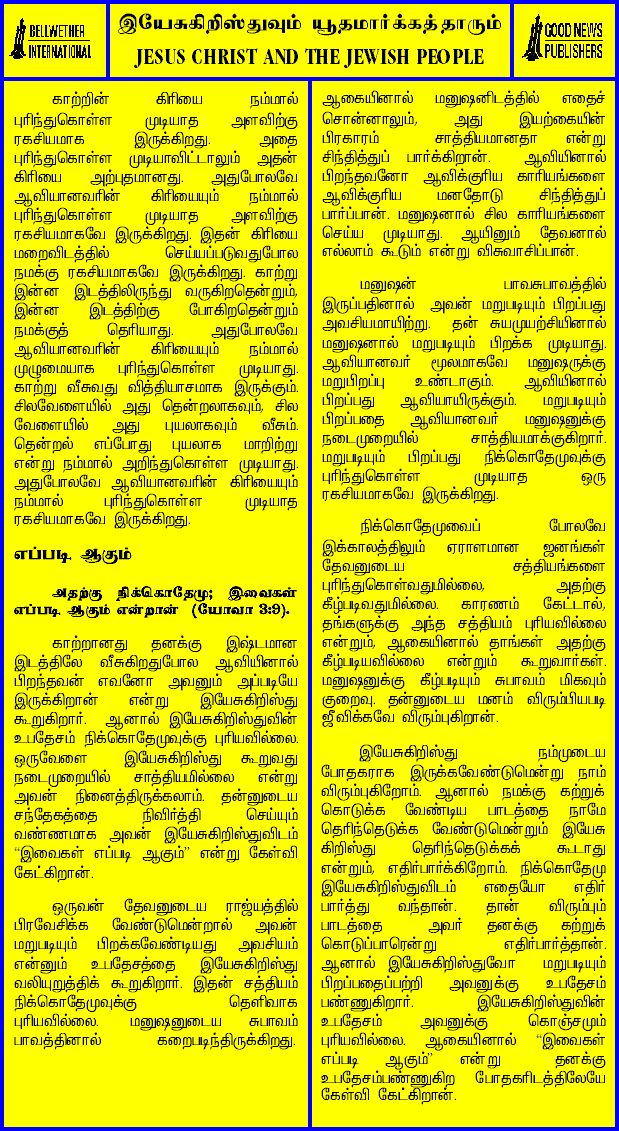 BELLWETHER
INTERNATIONAL
இயேசுகிறிஸ்துவும் யூதமார்க்கத்தாரும்
JESUS CHRIST AND THE JEWISH PEOPLE
GOOD NEWS
PUBLISHERS
காற்றின் கிரியை நம்மால்
புரிந்துகொள்ள முடியாத அளவிற்கு
ரகசியமாக இருக்கிறது. அதை
புரிந்துகொள்ள முடியாவிட்டாலும் அதன்
கிரியை அற்புதமானது. அதுபோலவே
ஆவியானவரின் கிரியையும் நம்மால்
புரிந்துகொள்ள முடியாத அளவிற்கு
ரகசியமாகவே இருக்கிறது. இதன் கிரியை
மறைவிடத்தில் செய்யப்படுவதுபோல
நமக்கு ரகசியமாகவே இருக்கிறது. காற்று
இன்ன இடத்திலிருந்து வருகிறதென்றும்,
இன்ன இடத்திற்கு போகிறதென்றும்
நமக்குத் தெரியாது. அதுபோலவே
ஆவியானவரின் கிரியையும் நம்மால்
முழுமையாக புரிந்துகொள்ள முடியாது.
காற்று வீசுவது வித்தியாசமாக இருக்கும்.
சிலவேளையில் அது தென்றலாகவும், சில
வேளையில் அது புயலாகவும் வீசும்.
தென்றல் எப்போது புயலாக மாறிற்று
என்று நம்மால் அறிந்துகொள்ள முடியாது.
அதுபோலவே ஆவியானவரின் கிரியையும்
நம்மால் புரிந்துகொள்ள முடியாத
ரகசியமாகவே இருக்கிறது.
எப்படி ஆகும்
அதற்கு நிக்கொதேமு; இவைகள்
எப்படி ஆகும் என்றான் (யோவா 3:9).
காற்றானது தனக்கு இஷ்டமான
இடத்திலே வீசுகிறதுபோல ஆவியினால்
பிறந்தவன் எவனோ அவனும் அப்படியே
இருக்கிறான் என்று இயேசுகிறிஸ்து
கூறுகிறார். ஆனால் இயேசுகிறிஸ்துவின்
உபதேசம் நிக்கொதேமுவுக்கு புரியவில்லை.
ஒருவேளை இயேசுகிறிஸ்து கூறுவது
நடைமுறையில் சாத்தியமில்லை என்று
அவன் நினைத்திருக்கலாம். தன்னுடைய
சந்தேகத்தை நிவிர்த்தி செய்யும்
வண்ணமாக அவன் இயேசுகிறிஸ்துவிடம்
“இவைகள் எப்படி ஆகும்” என்று கேள்வி
கேட்கிறான்.
ஒருவன் தேவனுடைய ராஜ்யத்தில்
பிரவேசிக்க வேண்டுமென்றால் அவன்
மறுபடியும் பிறக்கவேண்டியது அவசியம்
என்னும் உபதேசத்தை இயேசுகிறிஸ்து
வலியுறுத்திக் கூறுகிறார். இதன் சத்தியம்
நிக்கொதேமுவுக்கு தெளிவாக
புரியவில்லை. மனுஷனுடைய சுபாவம்
பாவத்தினால் கறைபடிந்திருக்கிறது.
ஆகையினால் மனுஷனிடத்தில் எதைச்
சொன்னாலும், அது இயற்கையின்
பிரகாரம் சாத்தியமானதா என்று
சிந்தித்துப் பார்க்கிறான். ஆவியினால்
பிறந்தவனோ ஆவிக்குரிய காரியங்களை
ஆவிக்குரிய மனதோடு சிந்தித்துப்
பார்ப்பான். மனுஷனால் சில காரியங்களை
செய்ய முடியாது. ஆயினும் தேவனால்
எல்லாம் கூடும் என்று விசுவாசிப்பான்.
மனுஷன் பாவசுபாவத்தில்
இருப்பதினால் அவன் மறுபடியும் பிறப்பது
அவசியமாயிற்று. தன் சுயமுயற்சியினால்
மனுஷனால் மறுபடியும் பிறக்க முடியாது.
ஆவியானவர் மூலமாகவே மனுஷருக்கு
மறுபிறப்பு உண்டாகும். ஆவியினால்
பிறப்பது ஆவியாயிருக்கும். மறுபடியும்
பிறப்பதை ஆவியானவர் மனுஷனுக்கு
நடைமுறையில் சாத்தியமாக்குகிறார்.
மறுபடியும் பிறப்பது நிக்கொதேமுவுக்கு
புரிந்துகொள்ள முடியாத ஒரு
ரகசியமாகவே இருக்கிறது.
நிக்கொதேமுவைப் போலவே
இக்காலத்திலும் ஏராளமான ஜனங்கள்
தேவனுடைய சத்தியங்களை
புரிந்துகொள்வதுமில்லை, அதற்கு
கீழ்படிவதுமில்லை. காரணம் கேட்டால்,
தங்களுக்கு அந்த சத்தியம் புரியவில்லை
என்றும், ஆகையினால் தாங்கள் அதற்கு
கீழ்படியவில்லை என்றும் கூறுவார்கள்.
மனுஷனுக்கு கீழ்படியும் சுபாவம் மிகவும்
குறைவு. தன்னுடைய மனம் விரும்பியபடி
ஜீவிக்கவே விரும்புகிறான்.
இயேசுகிறிஸ்து நம்முடைய
போதகராக இருக்கவேண்டுமென்று நாம்
விரும்புகிறோம். ஆனால் நமக்கு கற்றுக்
கொடுக்க வேண்டிய பாடத்தை நாமே
தெரிந்தெடுக்க வேண்டுமென்றும் இயேசு
கிறிஸ்து தெரிந்தெடுக்கக் கூடாது
என்றும், எதிர்பார்க்கிறோம். நிக்கொதேமு
இயேசுகிறிஸ்துவிடம் எதையோ எதிர்
பார்த்து வந்தான். தான் விரும்பும்
பாடத்தை அவர் தனக்கு கற்றுக்
கொடுப்பாரென்று எதிர்பார்த்தான்.
ஆனால் இயேசுகிறிஸ்துவோ மறுபடியும்
பிறப்பதைப்பற்றி அவனுக்கு உபதேசம்
பண்ணுகிறார். இயேசுகிறிஸ்துவின்
உபதேசம் அவனுக்கு கொஞ்சமும்
புரியவில்லை. ஆகையினால் “இவைகள்
எப்படி ஆகும்” என்று தனக்கு
உபதேசம்பண்ணுகிற போதகரிடத்திலேயே
கேள்வி கேட்கிறான்.